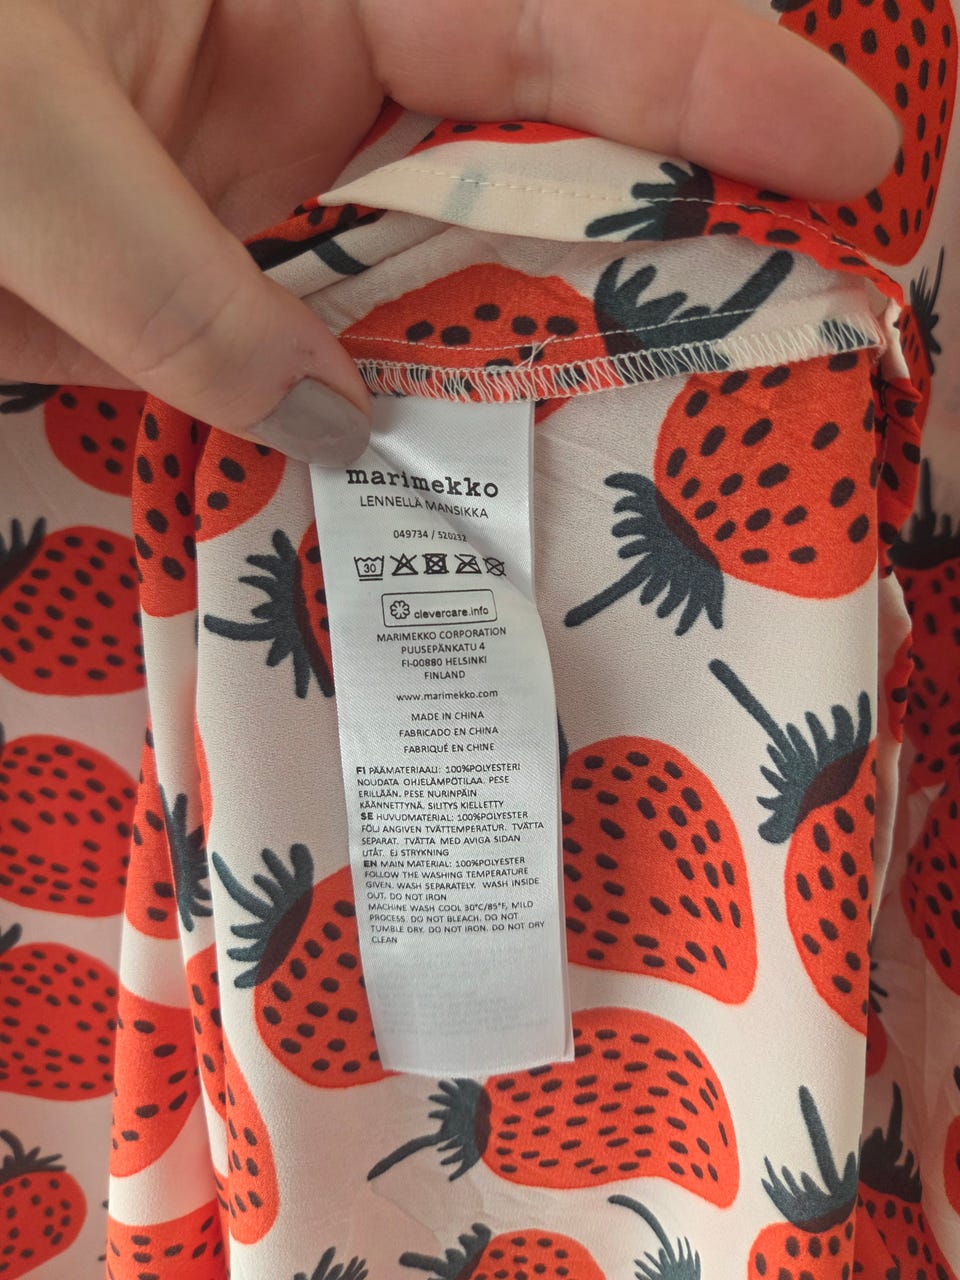 marimekko
LENNELLÄ MANSIKKA
049734 / 520232
30
clevercare.info
MARIMEKKO CORPORATION
PUUSEPÄNKATU 4
FI-00880 HELSINKI
FINLAND
www.marimekko.com
MADE IN CHINA
FABRICADO EN CHINA
FABRIQUÉ EN CHINE
FI PÄÄMATERIAALI: 100%POLYESTERI
NOUDATA OHJELÄMPÖTILAA. PESE
ERILLÄÄN. PESE NURINPÄIN
KÄÄNNETTYNÄ. SILITYS KIELLETTY
SE HUVUDMATERIAL: 100%POLYESTER
FÖLJ ANGIVEN TVÄTTEMPERATUR. TVÄTTA
SEPARAT. TVÄTTA MED AVIGA SIDAN
UTÅT. EJ STRYKNING
EN MAIN MATERIAL: 100%POLYESTER
FOLLOW THE WASHING TEMPERATURE
GIVEN. WASH SEPARATELY. WASH INSIDE
OUT. DO NOT IRON
MACHINE WASH COOL 30°C/85°F, MILD
PROCESS. DO NOT BLEACH. DO NOT
TUMBLE DRY. DO NOT IRON. DO NOT DRY
CLEAN